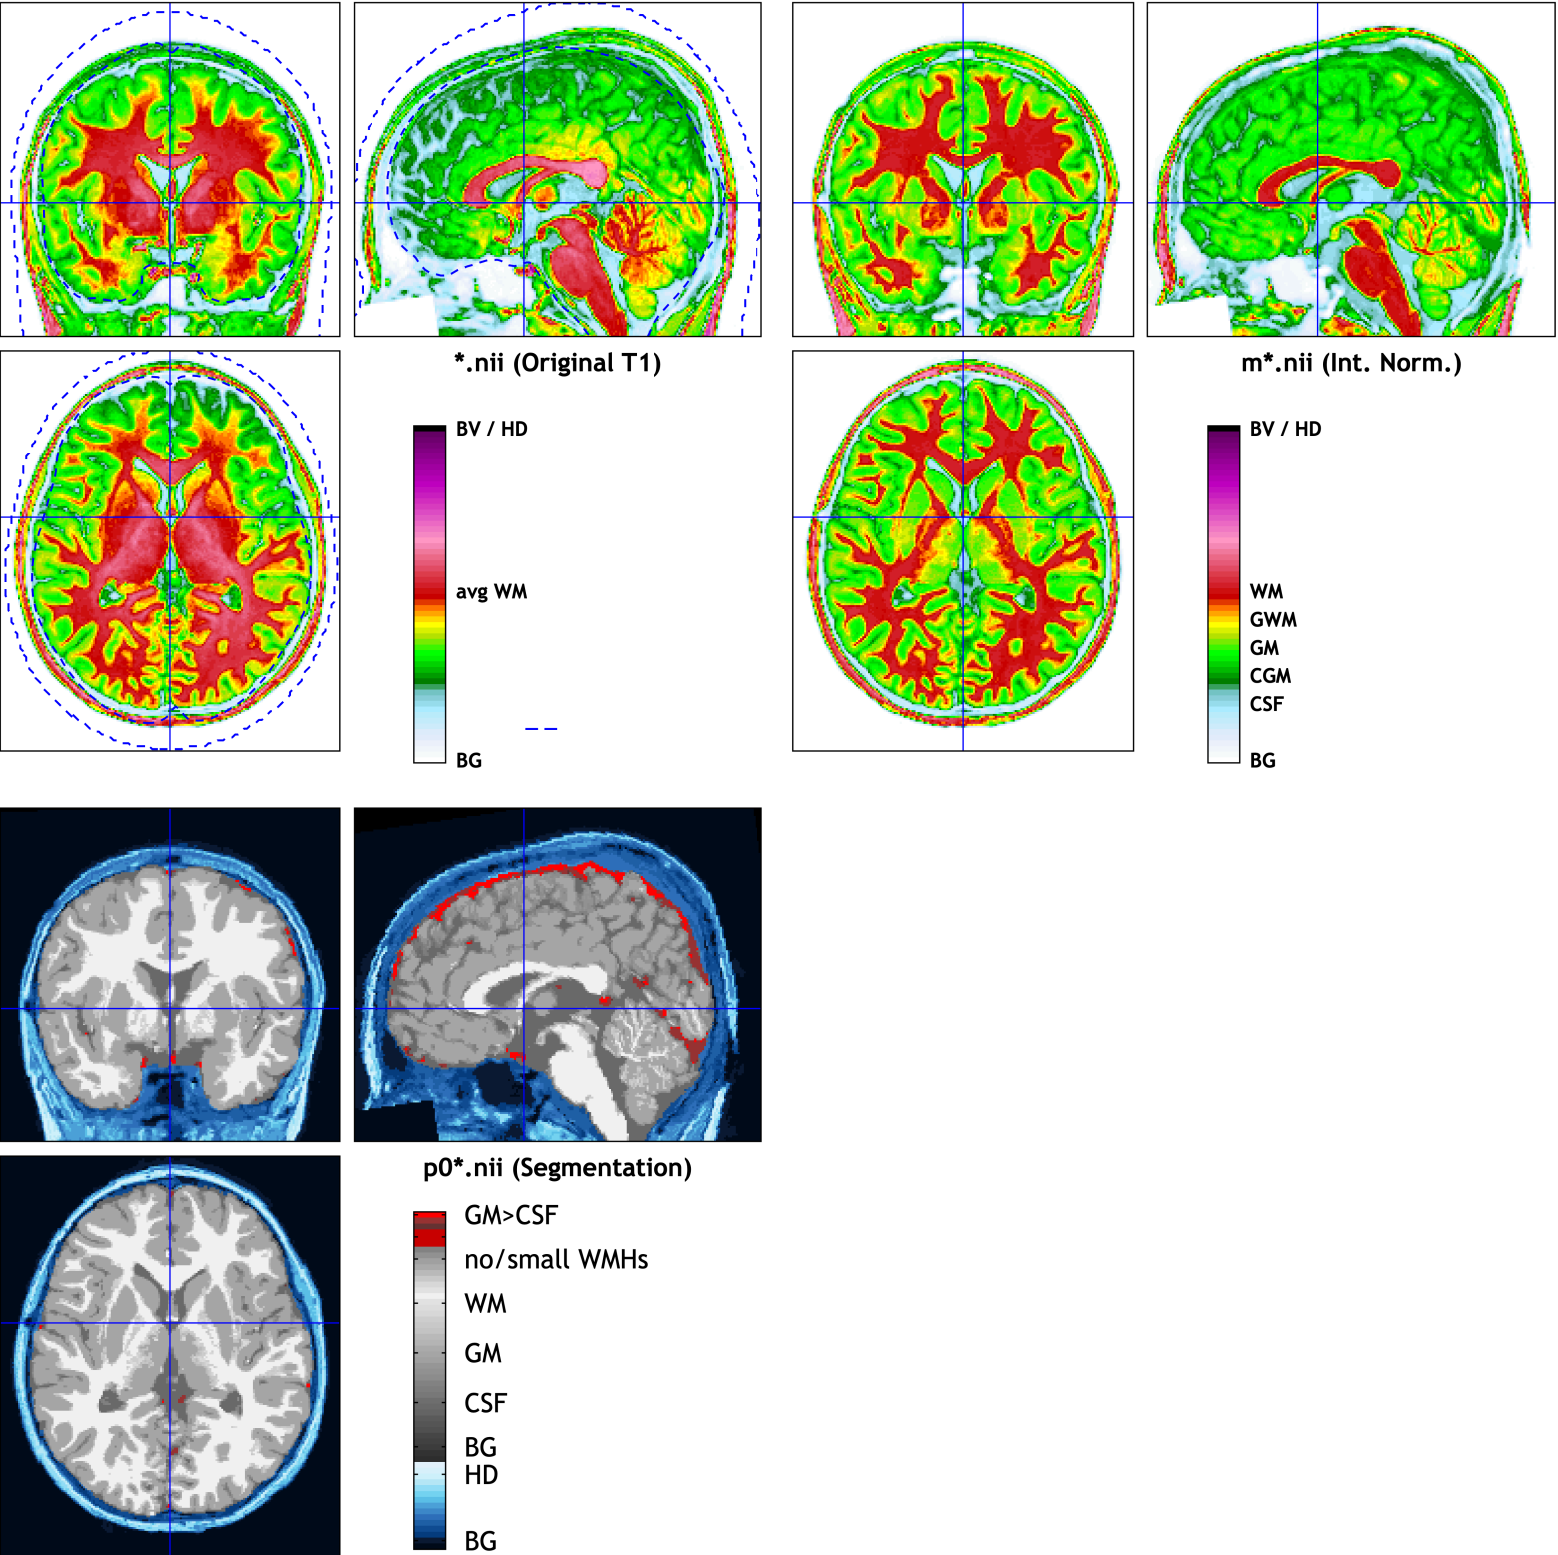 *.nii (Original T1)
BV / HD
avg WM
BG
m*.nii (Int. Norm.)
BV / HD
WM
GWM
GM
CGM
CSF
BG
p0*.nii (Segmentation)
GM>CSF
no/small WMHs
WM
GM
CSF
BG
HD
BG